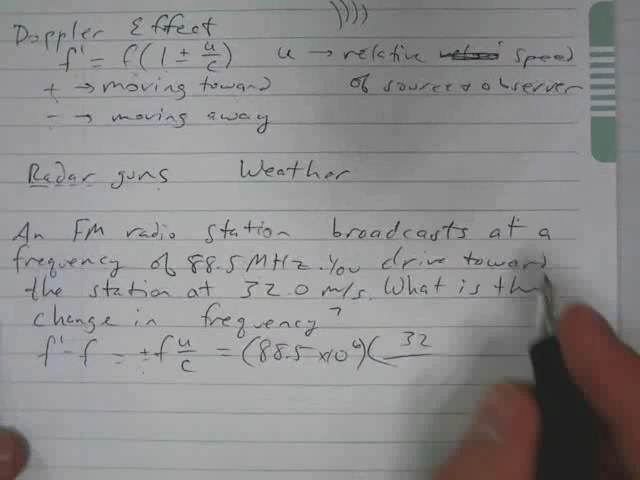 Doppler Effect ))))
f' = f(1 ± u/c) u → relative speed
+ → moving toward of source + observer
- → moving away
Radar guns Weather
An FM radio station broadcasts at a
frequency of 88.5 MHz. You drive toward
the station at 32.0 m/s. What is the
change in frequency?
f' - f = ± f u/c = (88.5 × 10⁶)( 32